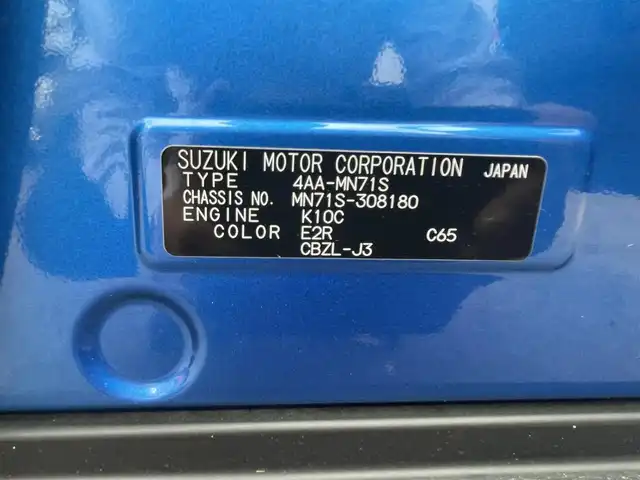 SUZUKI MOTOR CORPORATION JAPAN
TYPE 4AA-MN71S
CHASSIS NO. MN71S-308180
ENGINE K10C
COLOR E2R C65
CBZL-J3